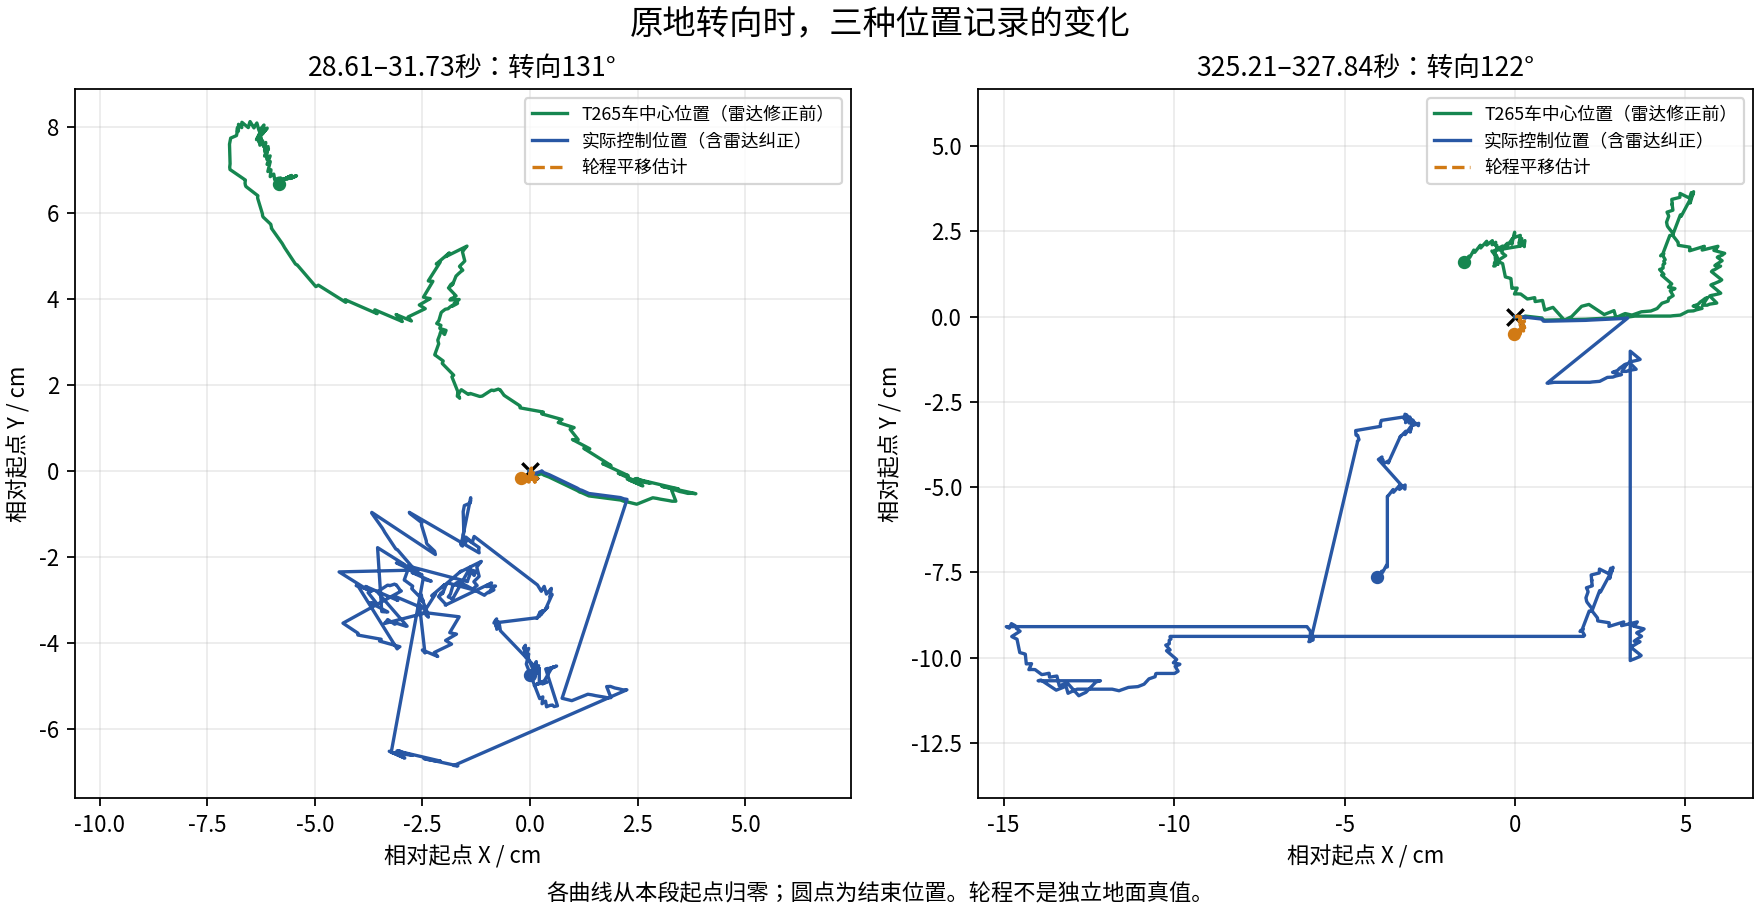 原地转向时，三种位置记录的变化
28.61–31.73秒：转向131°
T265车中心位置（雷达修正前）
实际控制位置（含雷达纠正）
轮程平移估计
8
6
4
2
0
-2
-4
-6
相对起点 Y / cm
-10.0 -7.5 -5.0 -2.5 0.0 2.5 5.0
相对起点 X / cm
325.21–327.84秒：转向122°
T265车中心位置（雷达修正前）
实际控制位置（含雷达纠正）
轮程平移估计
5.0
2.5
0.0
-2.5
-5.0
-7.5
-10.0
-12.5
相对起点 Y / cm
-15 -10 -5 0 5
相对起点 X / cm
各曲线从本段起点归零；圆点为结束位置。轮程不是独立地面真值。